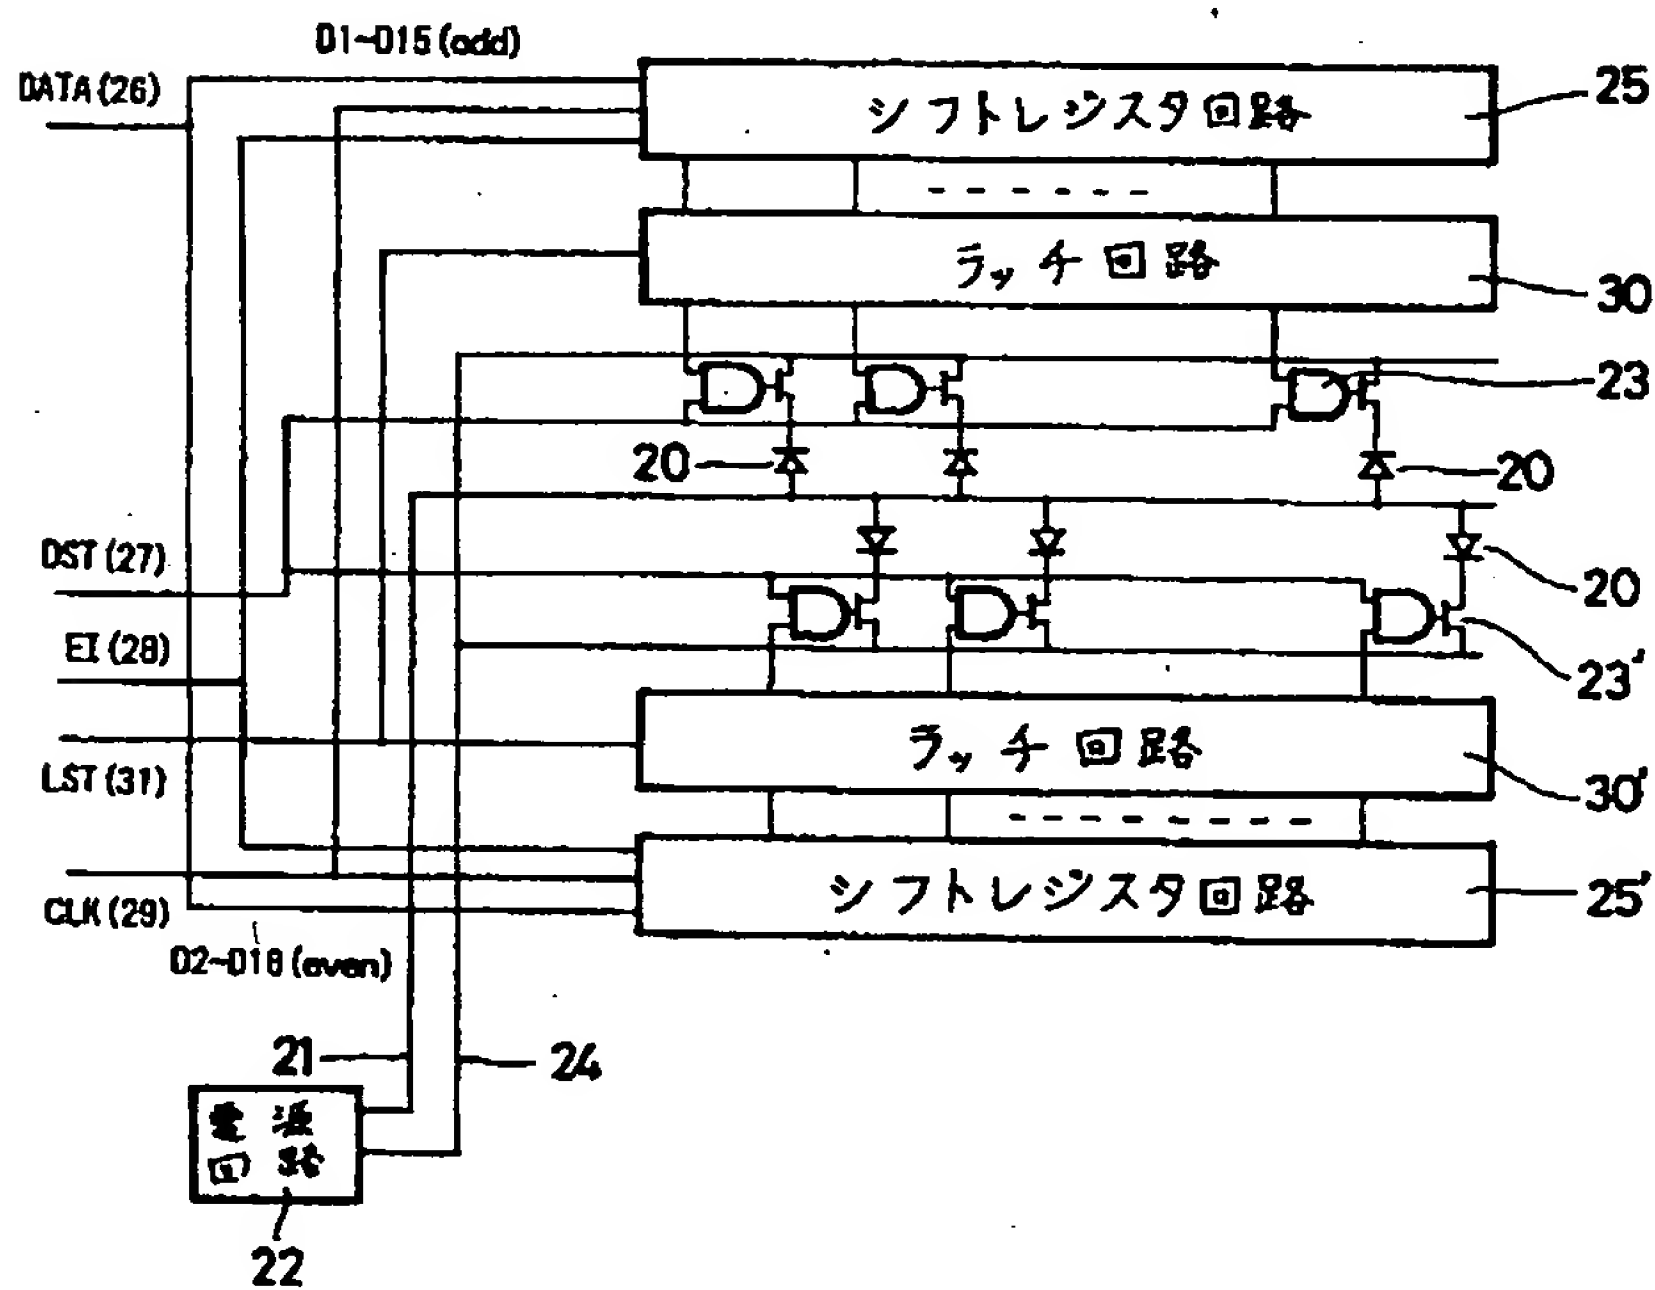 D1~D15 (odd)
DATA (26)
シフトレジスタ回路
25
ラッチ回路
30
23
20
20
DST (27)
20
EI (28)
23'
ラッチ回路
LST (31)
30'
シフトレジスタ回路
25'
CLK (29)
D2~D16 (even)
21
24
電源
回路
22